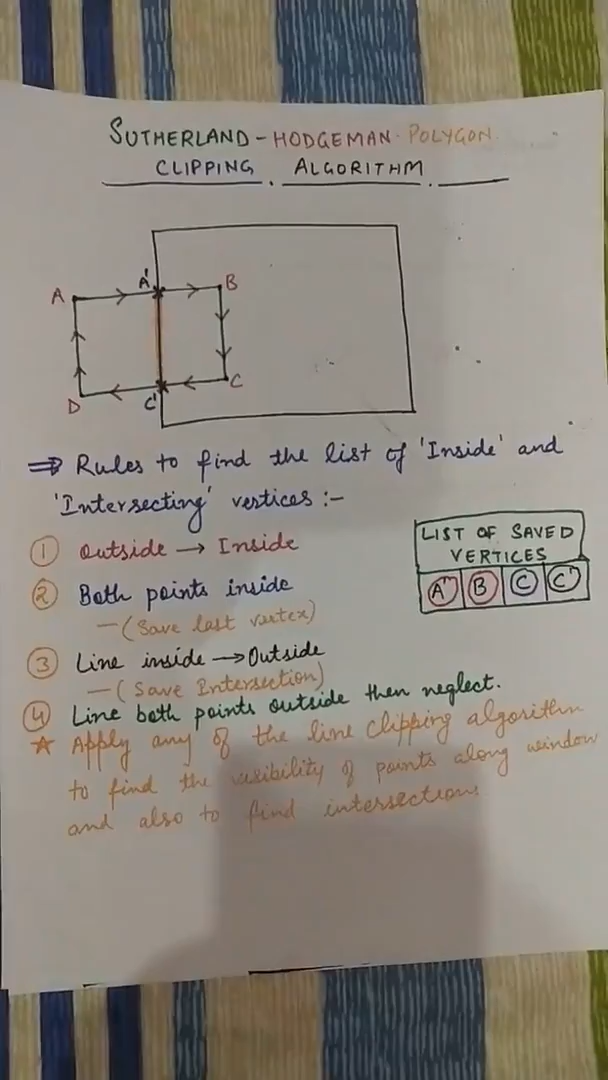 SUTHERLAND-HODGEMAN POLYGON
CLIPPING ALGORITHM.
A A' B
D C' C
⇒ Rules to find the list of 'Inside' and
'Intersecting' vertices :-
① Outside → Inside
② Both points inside
- (Save last vertex)
③ Line inside → Outside
- (Save Intersection)
④ Line both points outside then neglect.
☆ Apply any of the line clipping algorithm
to find the visibility of points along window
and also to find intersections
LIST OF SAVED
VERTICES
A' B C C'